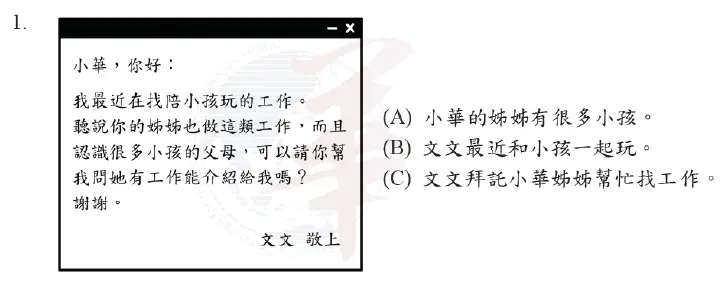 1.
小華，你好：
我最近在找陪小孩玩的工作。
聽說你的姊姊也做這類工作，而且
認識很多小孩的父母，可以請你幫
我問她有工作能介紹給我嗎？
謝謝。
文文 敬上
(A) 小華的姊姊有很多小孩。
(B) 文文最近和小孩一起玩。
(C) 文文拜託小華姊姊幫忙找工作。